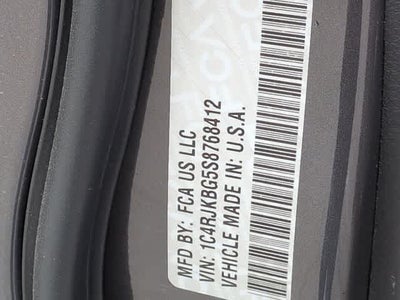 MFD BY: FCA US LLC
VIN: 1C4RJKBG5S8768412
VEHICLE MADE IN: U.S.A.